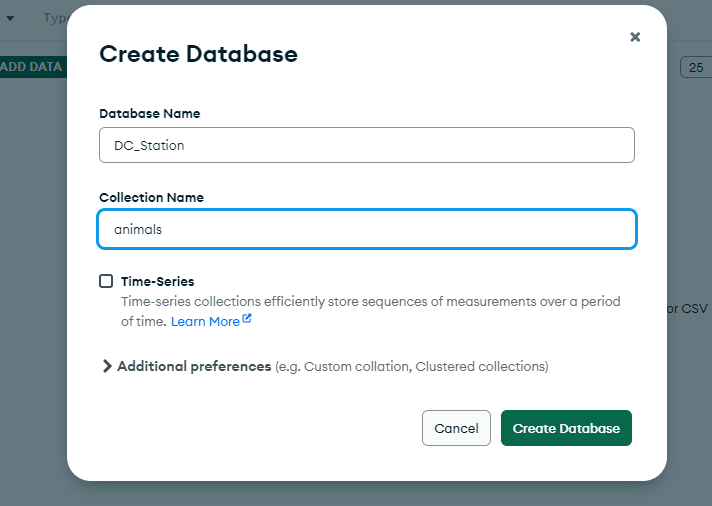 Type
ADD DATA
25
Create Database
Database Name
DC_Station
Collection Name
animals
Time-Series
Time-series collections efficiently store sequences of measurements over a period
of time. Learn More
or CSV
Additional preferences (e.g. Custom collation, Clustered collections)
Cancel
Create Database